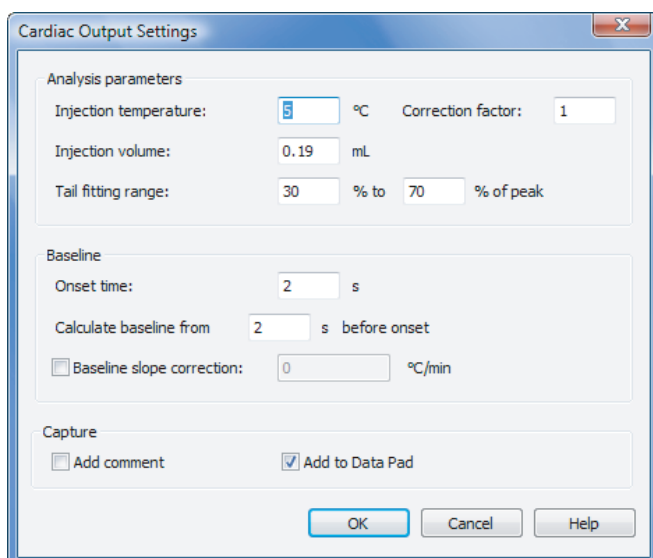 Cardiac Output Settings
Analysis parameters
Injection temperature: 5 ºC Correction factor: 1
Injection volume: 0.19 mL
Tail fitting range: 30 % to 70 % of peak
Baseline
Onset time: 2 s
Calculate baseline from 2 s before onset
Baseline slope correction: 0 ºC/min
Capture
Add comment Add to Data Pad
OK Cancel Help